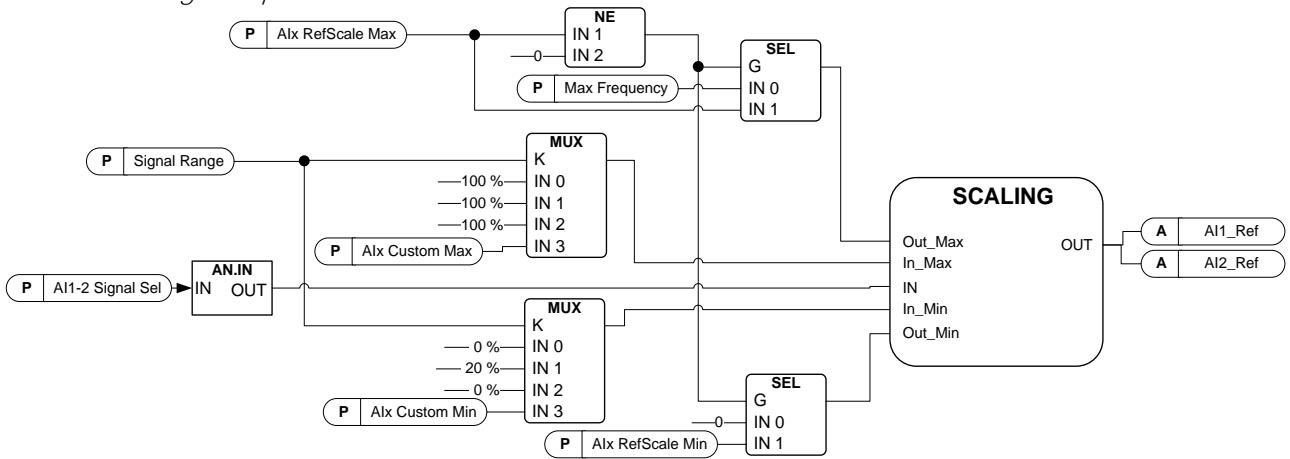 NE
P AIx RefScale Max
IN 1
0 IN 2
SEL
G
P Max Frequency
IN 0
IN 1
MUX
P Signal Range
K
100 % IN 0
100 % IN 1
100 % IN 2
P AIx Custom Max
IN 3
SCALING
Out_Max
In_Max
IN
In_Min
Out_Min
OUT
A AI1_Ref
A AI2_Ref
AN.IN
P AI1-2 Signal Sel
IN OUT
MUX
K
0 % IN 0
20 % IN 1
0 % IN 2
P AIx Custom Min
IN 3
SEL
G
0 IN 0
P AIx RefScale Min
IN 1